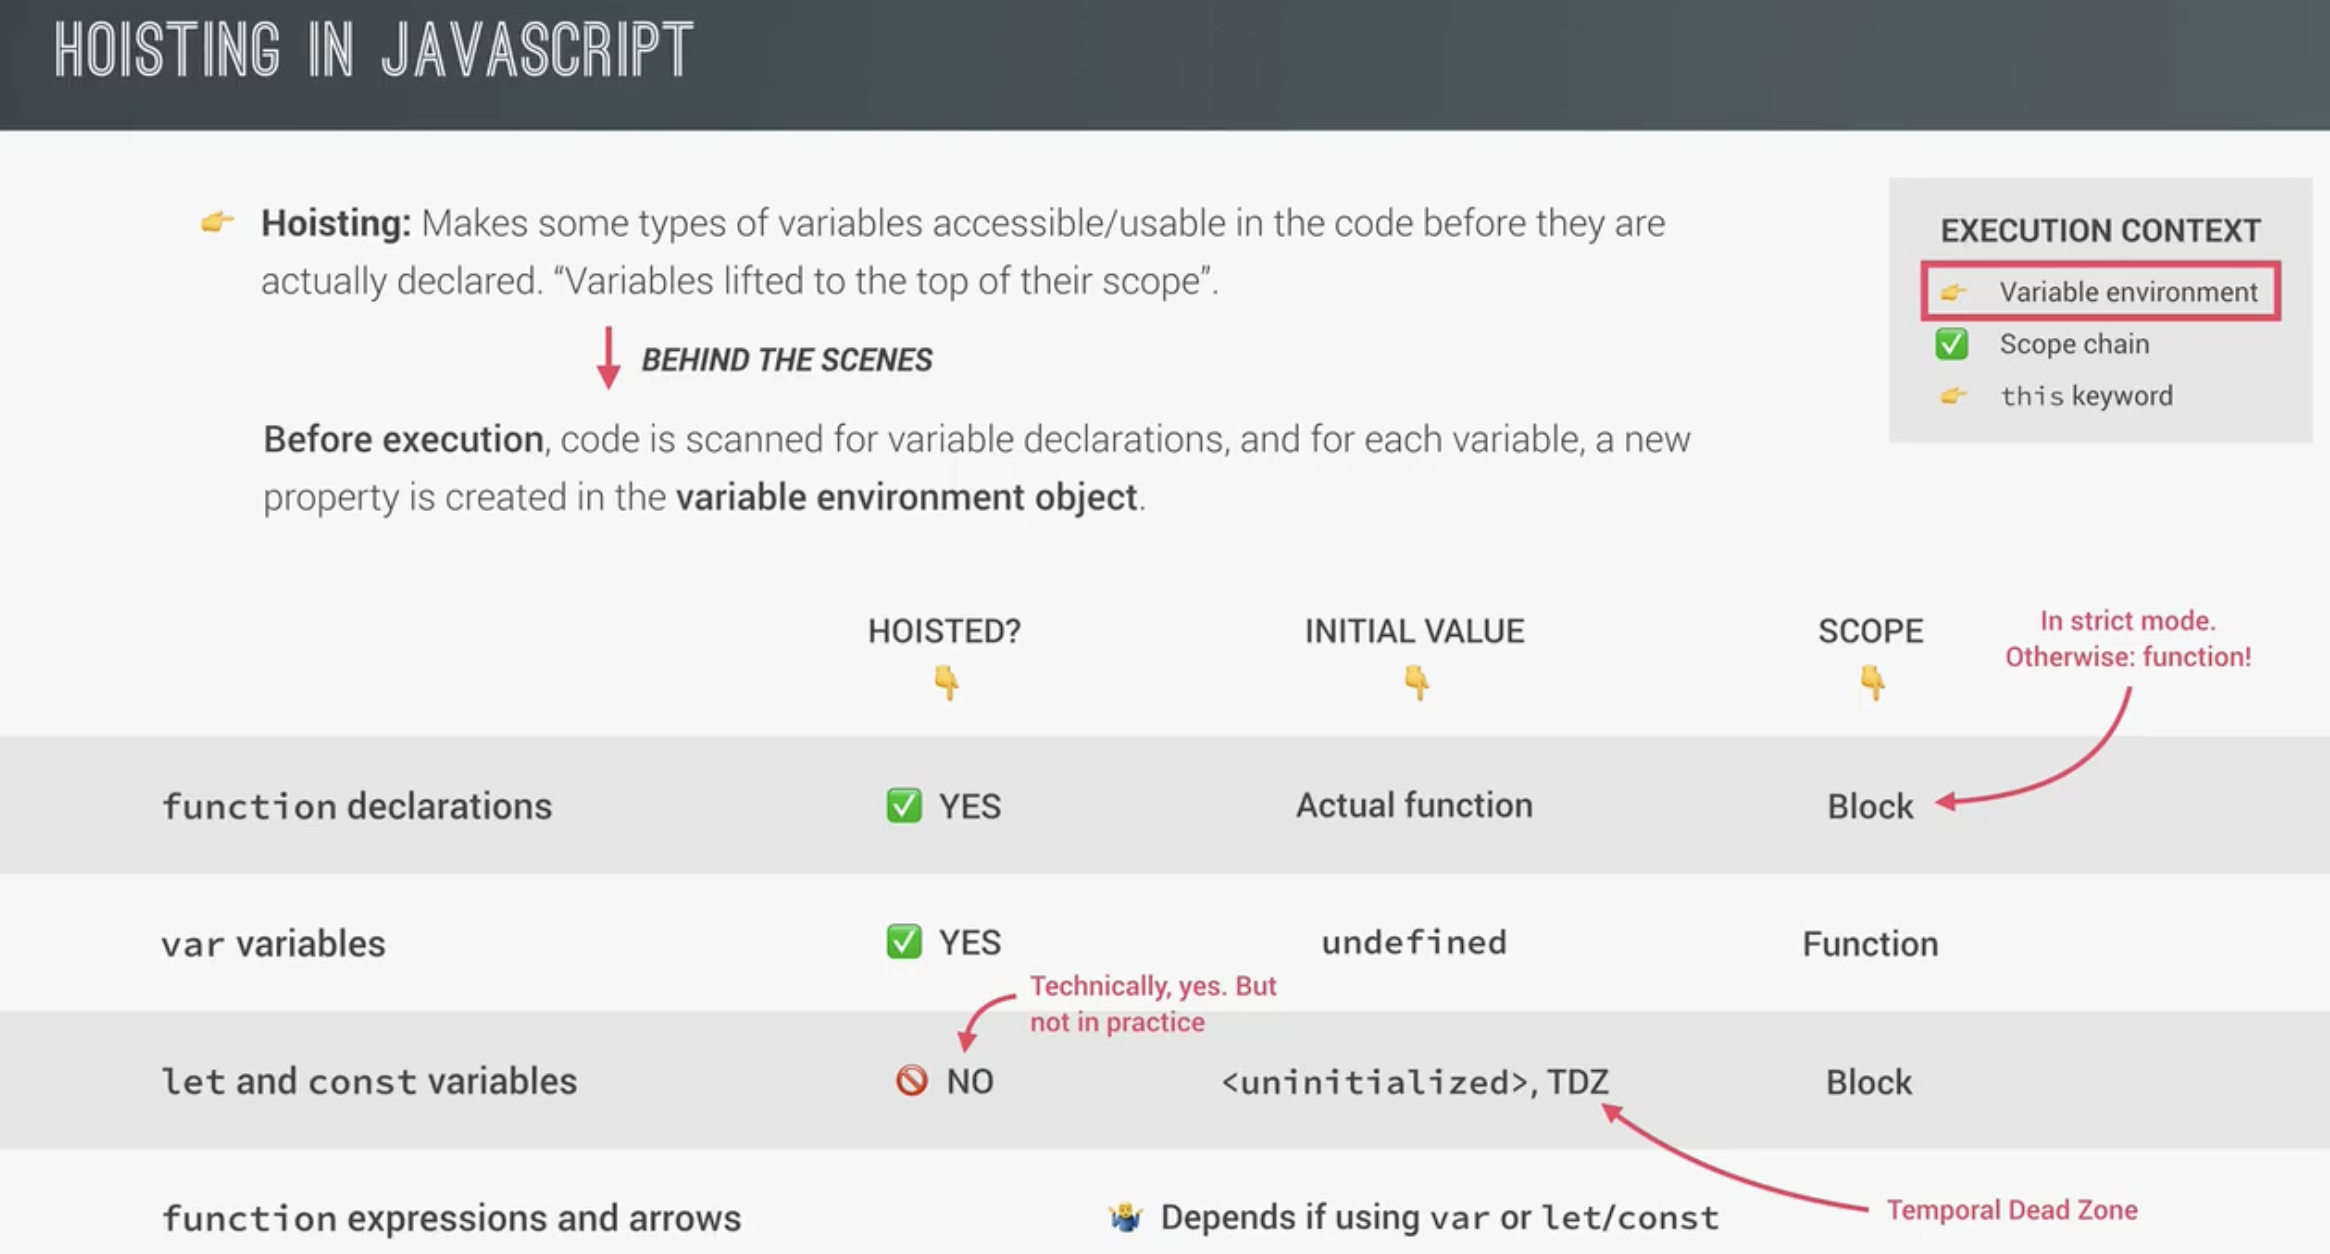 HOISTING IN JAVASCRIPT
👉 Hoisting: Makes some types of variables accessible/usable in the code before they are
actually declared. “Variables lifted to the top of their scope”.
BEHIND THE SCENES
Before execution, code is scanned for variable declarations, and for each variable, a new
property is created in the variable environment object.
EXECUTION CONTEXT
👉 Variable environment
✅ Scope chain
👉 this keyword
HOISTED? INITIAL VALUE SCOPE
👇 👇 👇
In strict mode.
Otherwise: function!
function declarations ✅ YES Actual function Block
var variables ✅ YES undefined Function
Technically, yes. But
not in practice
let and const variables 🚫 NO <uninitialized>, TDZ Block
function expressions and arrows 🤷 Depends if using var or let/const
Temporal Dead Zone